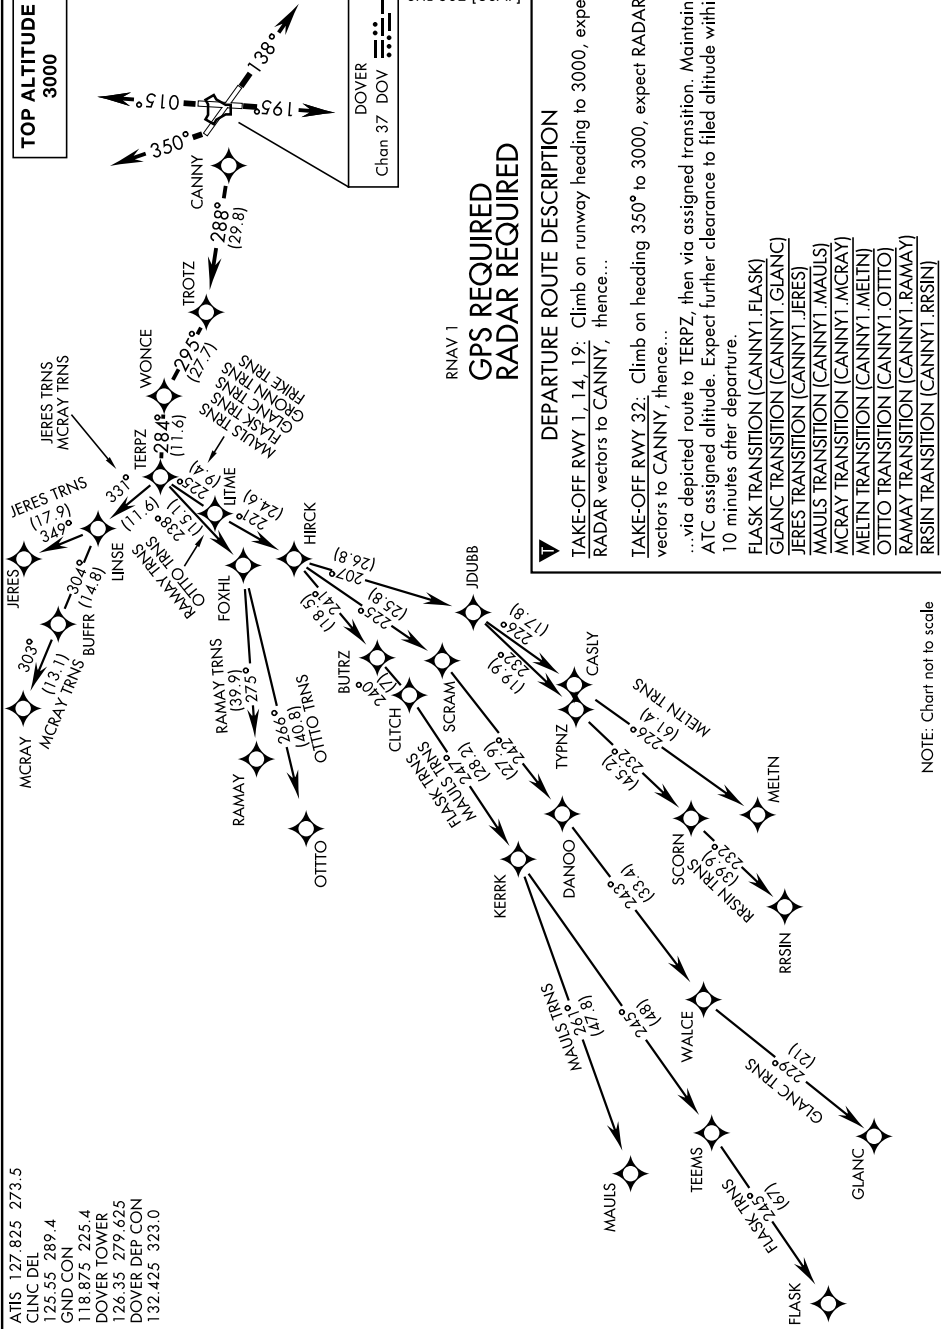 ATIS 127.825 273.5
CLNC DEL
125.55 289.4
GND CON
118.875 225.4
DOVER TOWER
126.35 279.625
DOVER DEP CON
132.425 323.0
TOP ALTITUDE
3000
DOVER
Chan 37 DOV
015°
195°
138°
350°
CANNY
288°
(29.8)
TROTZ
295°
(27.7)
WONCE
284°
(11.6)
TERPZ
JERES TRNS
MCRAY TRNS
331°
(11.6)
LINSE
JERES TRNS
(17.9)
349°
JERES
304°
(14.8)
BUFFR
303°
(13.1)
MCRAY TRNS
MCRAY
238°
(15.1)
OTTTO TRNS
RAMAY TRNS
FOXHL
RAMAY TRNS
(39.9)
275°
RAMAY
266°
(40.8)
OTTTO TRNS
OTTTO
225°
(9.4)
MAULS TRNS
FLASK TRNS
GLANC TRNS
GRONN TRNS
FRIKE TRNS
LITME
221°
(24.6)
HIRCK
(18.5)
241°
BUTRZ
240°
(7)
CLTCH
FLASK TRNS
MAULS TRNS
247°
(28.2)
KERRK
MAULS TRNS
261°
(47.8)
MAULS
245°
(48)
TEEMS
FLASK TRNS
245°
(67)
FLASK
225°
(25.8)
SCRAM
242°
(27.9)
DANOO
243°
(33.4)
WALCE
GLANC TRNS
229°
(21)
GLANC
207°
(26.8)
JDUBB
226°
(17.8)
CASLY
226°
(61.4)
MELTN TRNS
MELTN
232°
(19.9)
TYPNZ
232°
(45.2)
SCORN
232°
(39.9)
RRSIN TRNS
RRSIN
RNAV 1
GPS REQUIRED
RADAR REQUIRED
DEPARTURE ROUTE DESCRIPTION
T
TAKE-OFF RWY 1, 14, 19: Climb on runway heading to 3000,
RADAR vectors to CANNY, thence...
TAKE-OFF RWY 32: Climb on heading 350° to 3000, expect RADAR
vectors to CANNY, thence...
...via depicted route to TERPZ, then via assigned transition. Maintain
ATC assigned altitude. Expect further clearance to filed altitude
10 minutes after departure.
FLASK TRANSITION (CANNY1.FLASK)
GLANC TRANSITION (CANNY1.GLANC)
JERES TRANSITION (CANNY1.JERES)
MAULS TRANSITION (CANNY1.MAULS)
MCRAY TRANSITION (CANNY1.MCRAY)
MELTN TRANSITION (CANNY1.MELTN)
OTTTO TRANSITION (CANNY1.OTTTO)
RAMAY TRANSITION (CANNY1.RAMAY)
RRSIN TRANSITION (CANNY1.RRSIN)
NOTE: Chart not to scale